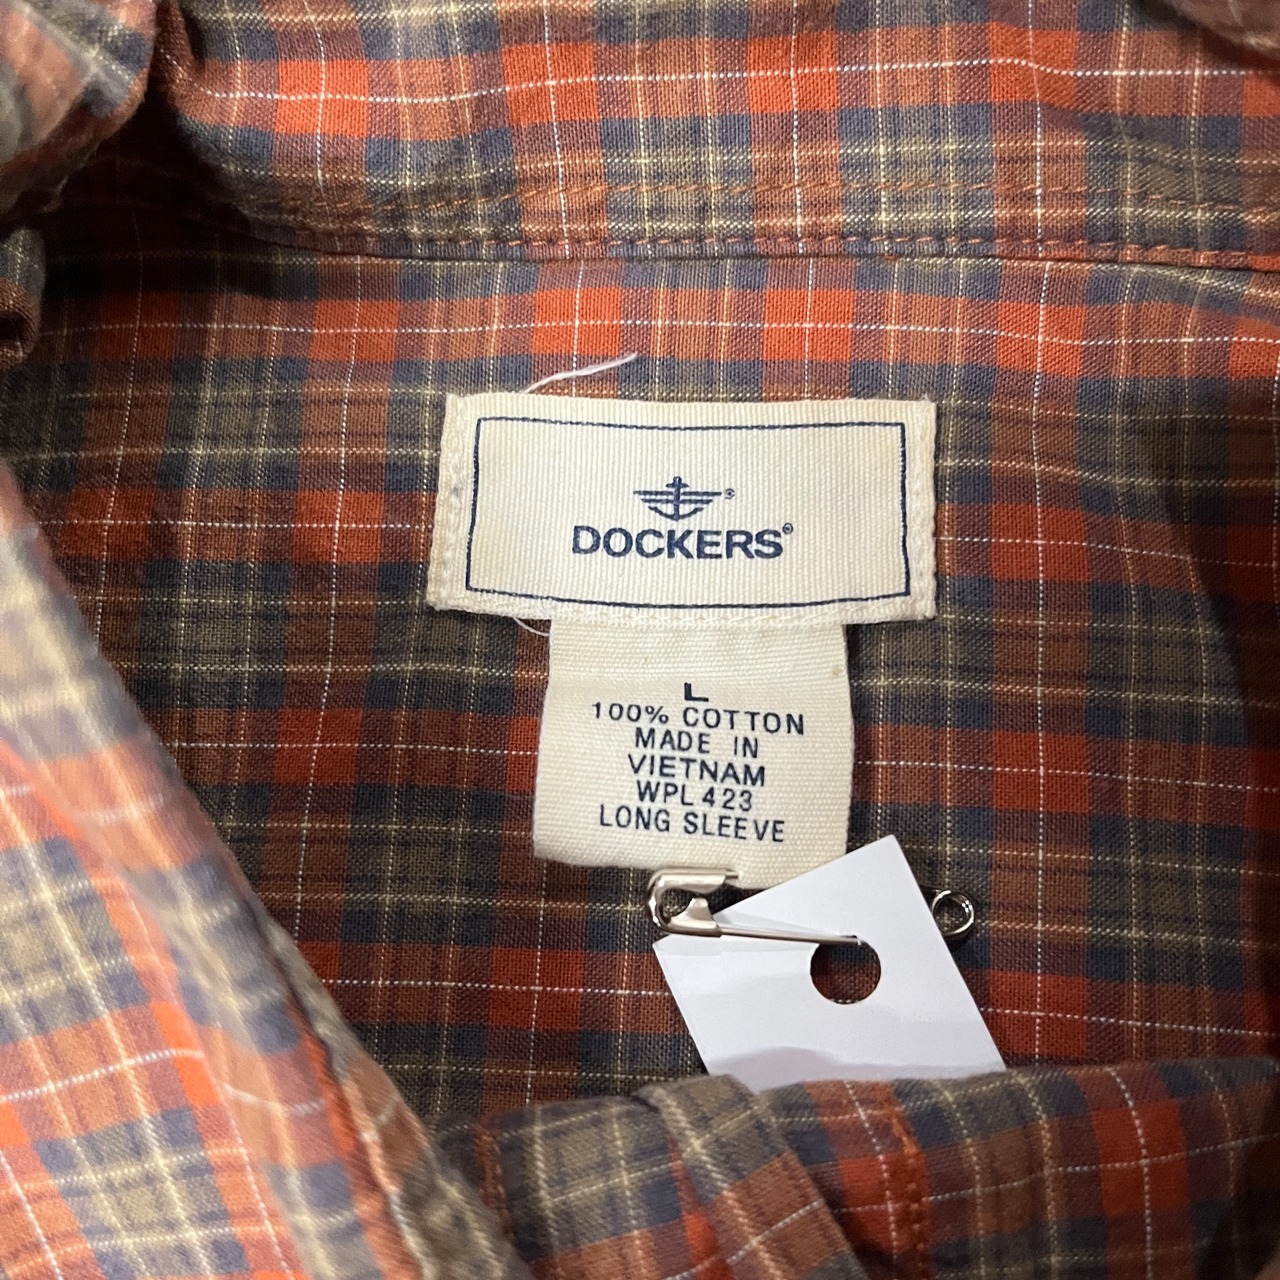 DOCKERS®
L
100% COTTON
MADE IN
VIETNAM
WPL 423
LONG SLEEVE